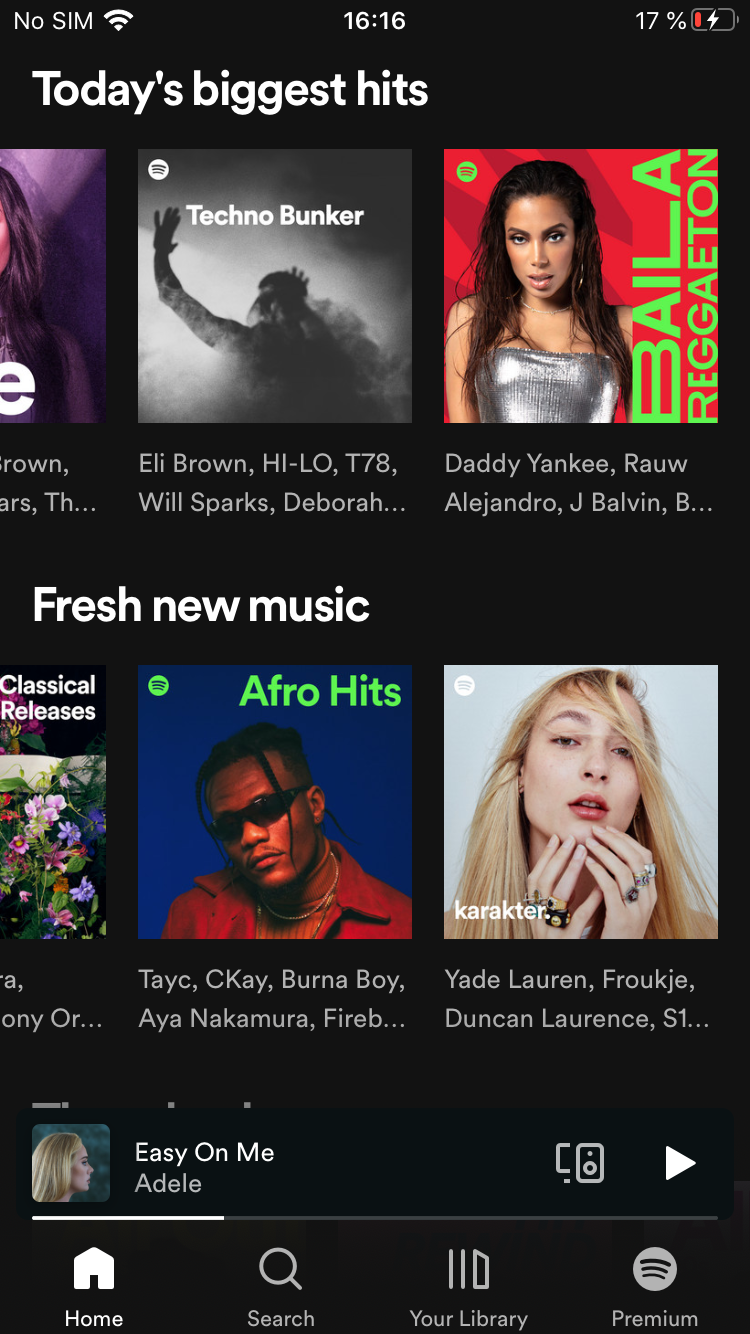 No SIM 16:16 17 %
Today's biggest hits
e
Techno Bunker
BAILA
REGGAETON
Brown,
ars, Th...
Eli Brown, HI-LO, T78,
Will Sparks, Deborah...
Daddy Yankee, Rauw
Alejandro, J Balvin, B...
Fresh new music
Classical
Releases
Afro Hits
karakter.
ra,
ony Or...
Tayc, CKay, Burna Boy,
Aya Nakamura, Fireb...
Yade Lauren, Froukje,
Duncan Laurence, S1...
Easy On Me
Adele
Home Search Your Library Premium